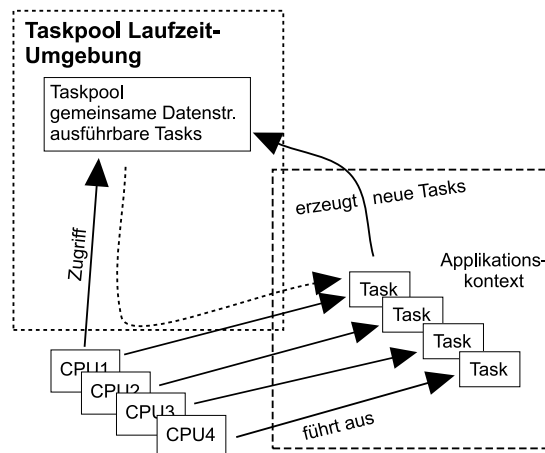 Taskpool Laufzeit-
Umgebung
Taskpool
gemeinsame Datenstr.
ausführbare Tasks
erzeugt neue Tasks
Zugriff
Applikations-
kontext
Task
Task
Task
Task
CPU1
CPU2
CPU3
CPU4
führt aus